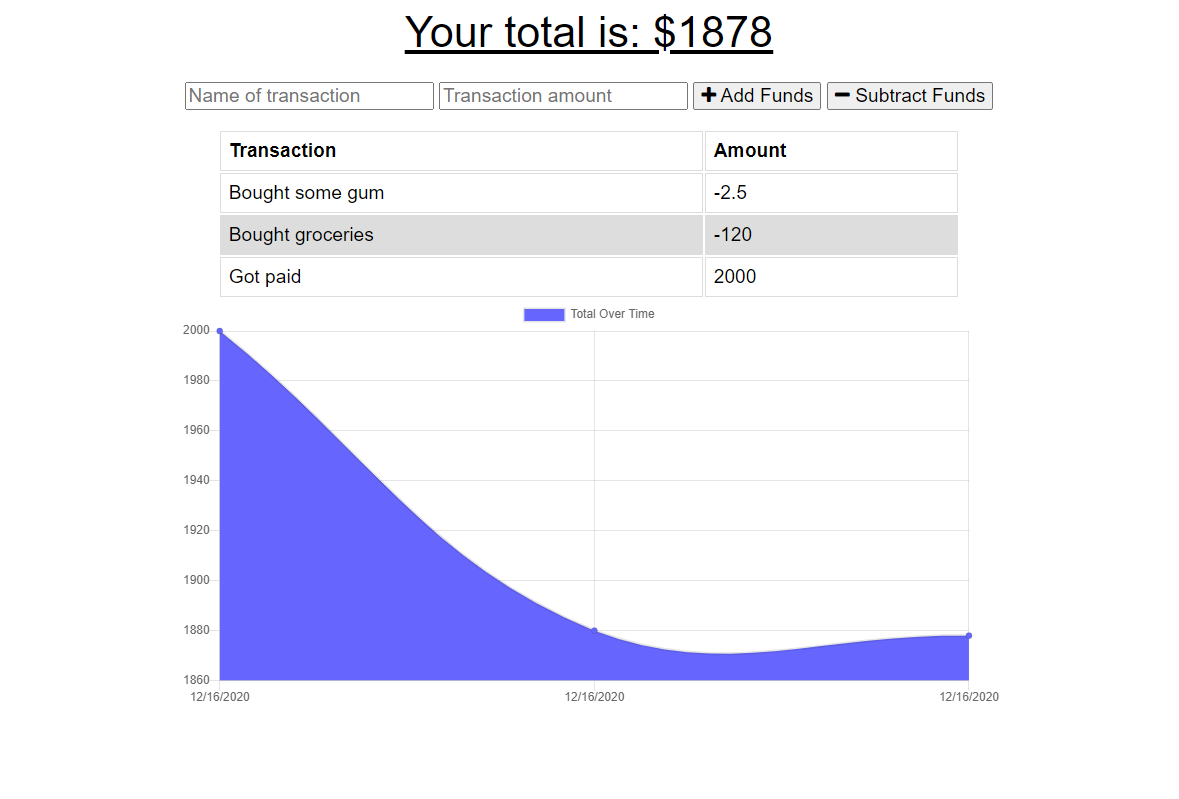 Your total is: $1878
Name of transaction Transaction amount Add Funds Subtract Funds
Transaction Amount
Bought some gum -2.5
Bought groceries -120
Got paid 2000
Total Over Time
2000
1980
1960
1940
1920
1900
1880
1860
12/16/2020 12/16/2020 12/16/2020